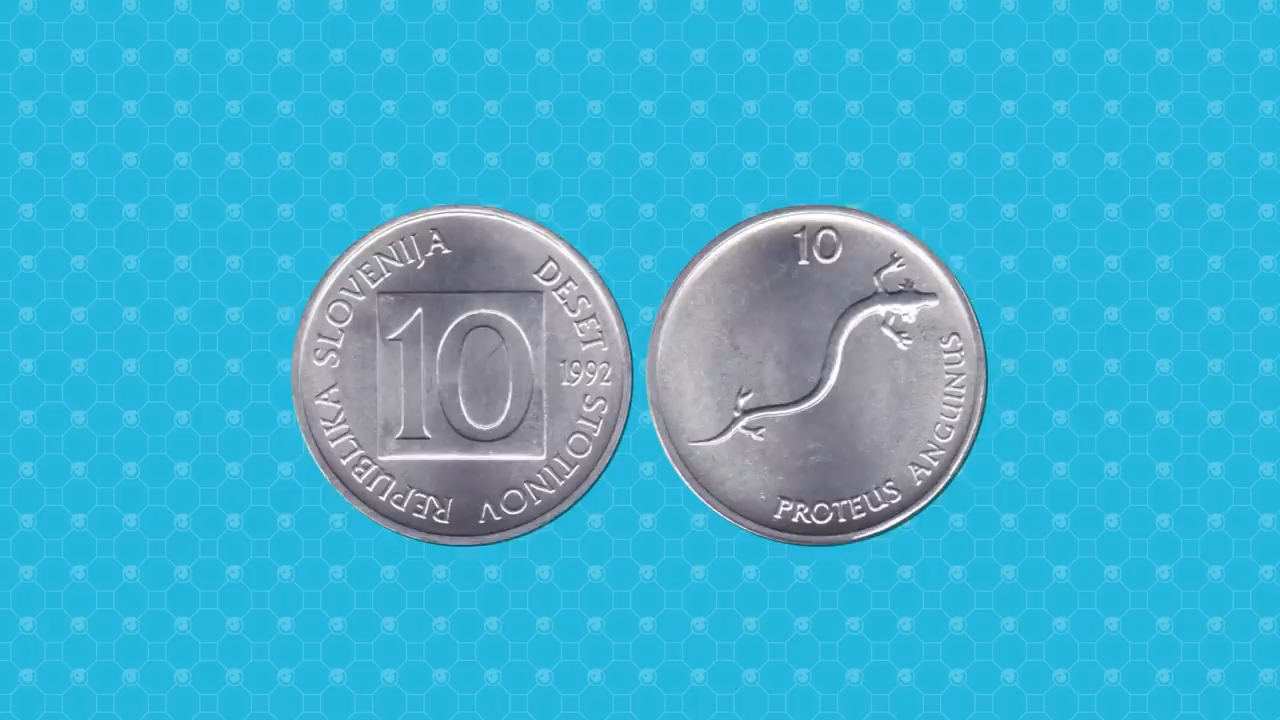 REPUBLIKA SLOVENIJA
10
DESET STOTINOV
1992
10
PROTEUS ANGUINUS